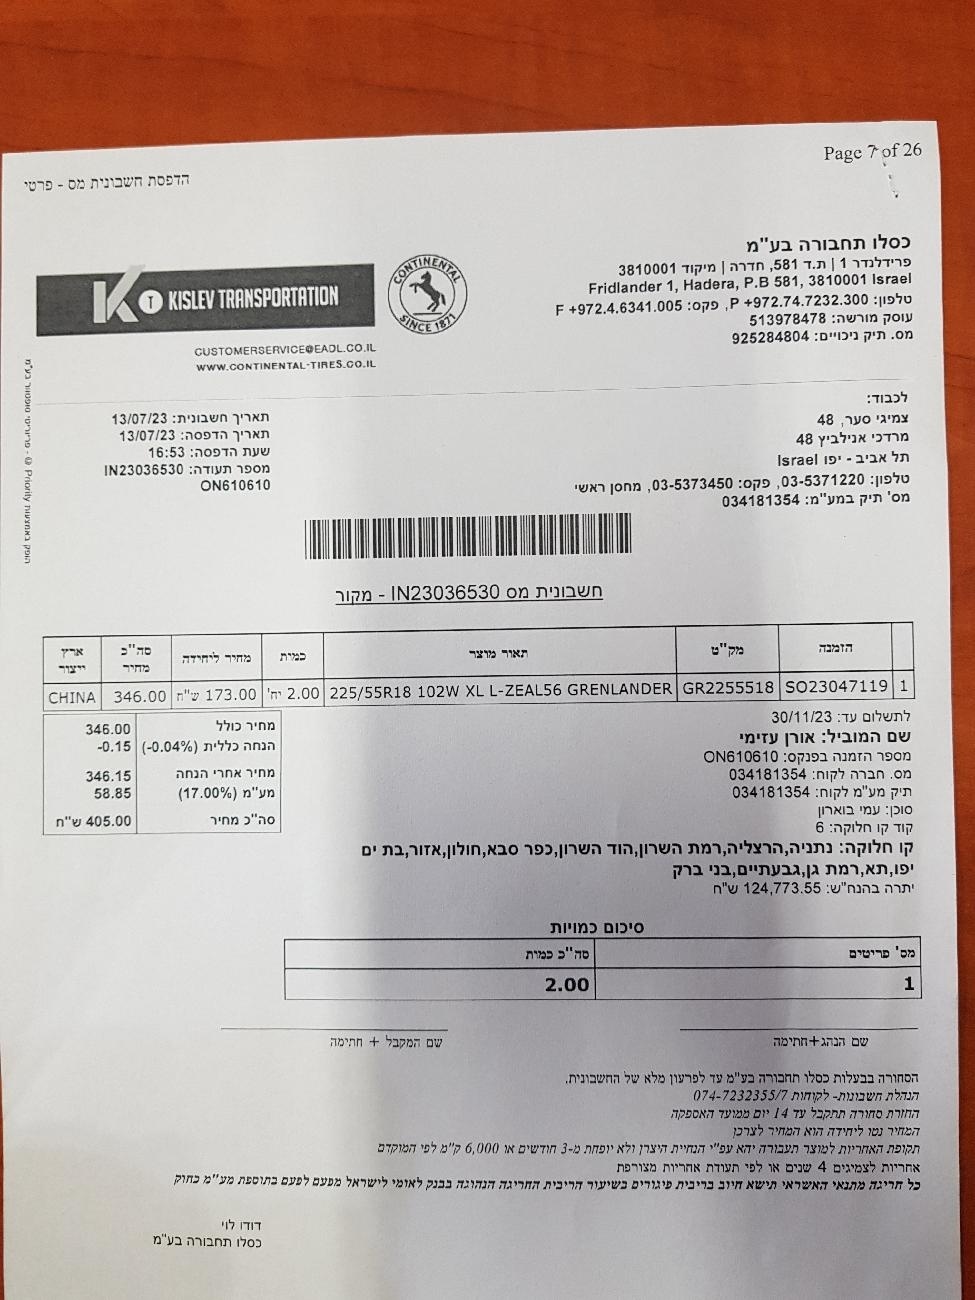 Page 7 of 26
הדפסת חשבונית מס - פרטי
כסלו תחבורה בע"מ
פרידלנדר 1 | ת.ד 581, חדרה | מיקוד 3810001
Fridlander 1, Hadera, P.B 581, 3810001 Israel
טלפון: P +972.74.7232.300, פקס: F +972.4.6341.005
עוסק מורשה: 513978478
מס. תיק ניכויים: 925284804
CONTINENTAL
SINCE 1871
K T KISLEV TRANSPORTATION
CUSTOMERSERVICE@EADL.CO.IL
WWW.CONTINENTAL-TIRES.CO.IL
לכבוד:
צמיגי סער, 48
מרדכי אנילביץ 48
תל אביב - יפו Israel
טלפון: 03-5371220, פקס: 03-5373450, מחסן ראשי
מס' תיק במע"מ: 034181354
תאריך חשבונית: 13/07/23
תאריך הדפסה: 13/07/23
שעת הדפסה: 16:53
מספר תעודה: IN23036530
ON610610
חשבונית מס IN23036530 - מקור
הזמנה מק"ט תאור מוצר כמות מחיר ליחידה סה"כ מחיר ארץ ייצור
1 SO23047119 GR2255518 225/55R18 102W XL L-ZEAL56 GRENLANDER 2.00 יח' 173.00 ש"ח 346.00 CHINA
מחיר כולל 346.00
הנחה כללית (-0.04%) -0.15
מחיר אחרי הנחה 346.15
מע"מ (17.00%) 58.85
סה"כ מחיר 405.00 ש"ח
לתשלום עד: 30/11/23
שם המוביל: אורן עזימי
מספר הזמנה בפנקס: ON610610
מס. חברה לקוח: 034181354
תיק מע"מ לקוח: 034181354
סוכן: עמי בוארון
קוד קו חלוקה: 6
קו חלוקה: נתניה,הרצליה,רמת השרון,הוד השרון,כפר סבא,חולון,אזור,בת ים
יפו,תא,רמת גן,גבעתיים,בני ברק
יתרה בהנח"ש: 124,773.55 ש"ח
סיכום כמויות
מס' פריטים סה"כ כמות
1 2.00
שם הנהג+חתימה
שם המקבל + חתימה
הסחורה בבעלות כסלו תחבורה בע"מ עד לפרעון מלא של החשבונית.
הנהלת חשבונות- לקוחות 074-7232355/7
החזרת סחורה תתקבל עד 14 יום ממועד האספקה
המחיר נטו ליחידה הוא המחיר לצרכן
תקופת האחריות למוצר תעבורה יהא עפ"י הנחיית היצרן ולא יופחת מ-3 חודשים או 6,000 ק"מ לפי המוקדם
אחריות לצמיגים 4 שנים או לפי תעודת אחריות מצורפת
כל חריגה מתנאי האשראי תישא חיוב בריבית פיגורים בשיעור הריבית החריגה הנהוגה בבנק לאומי לישראל מפעם לפעם בתוספת מע"מ כחוק
דודו לוי
כסלו תחבורה בע"מ